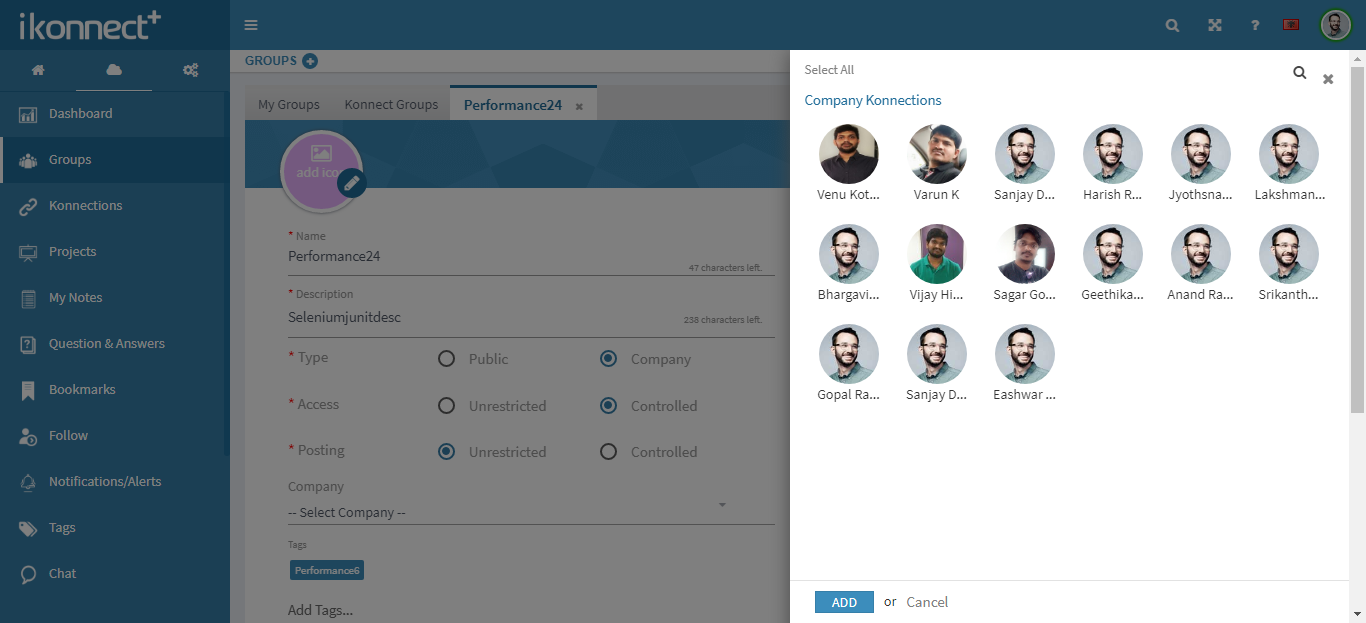 ikonnect+
GROUPS
Dashboard
Groups
Konnections
Projects
My Notes
Question & Answers
Bookmarks
Follow
Notifications/Alerts
Tags
Chat
My Groups
Konnect Groups
Performance24
add ico
* Name
Performance24
47 characters left.
* Description
Seleniumjunitdesc
238 characters left.
* Type
Public
Company
* Access
Unrestricted
Controlled
* Posting
Unrestricted
Controlled
Company
-- Select Company --
Tags
Performance6
Add Tags...
Select All
Company Konnections
Venu Kot...
Varun K
Sanjay D...
Harish R...
Jyothsna...
Lakshman...
Bhargavi...
Vijay Hi...
Sagar Go...
Geethika...
Anand Ra...
Srikanth...
Gopal Ra...
Sanjay D...
Eashwar ...
ADD or Cancel